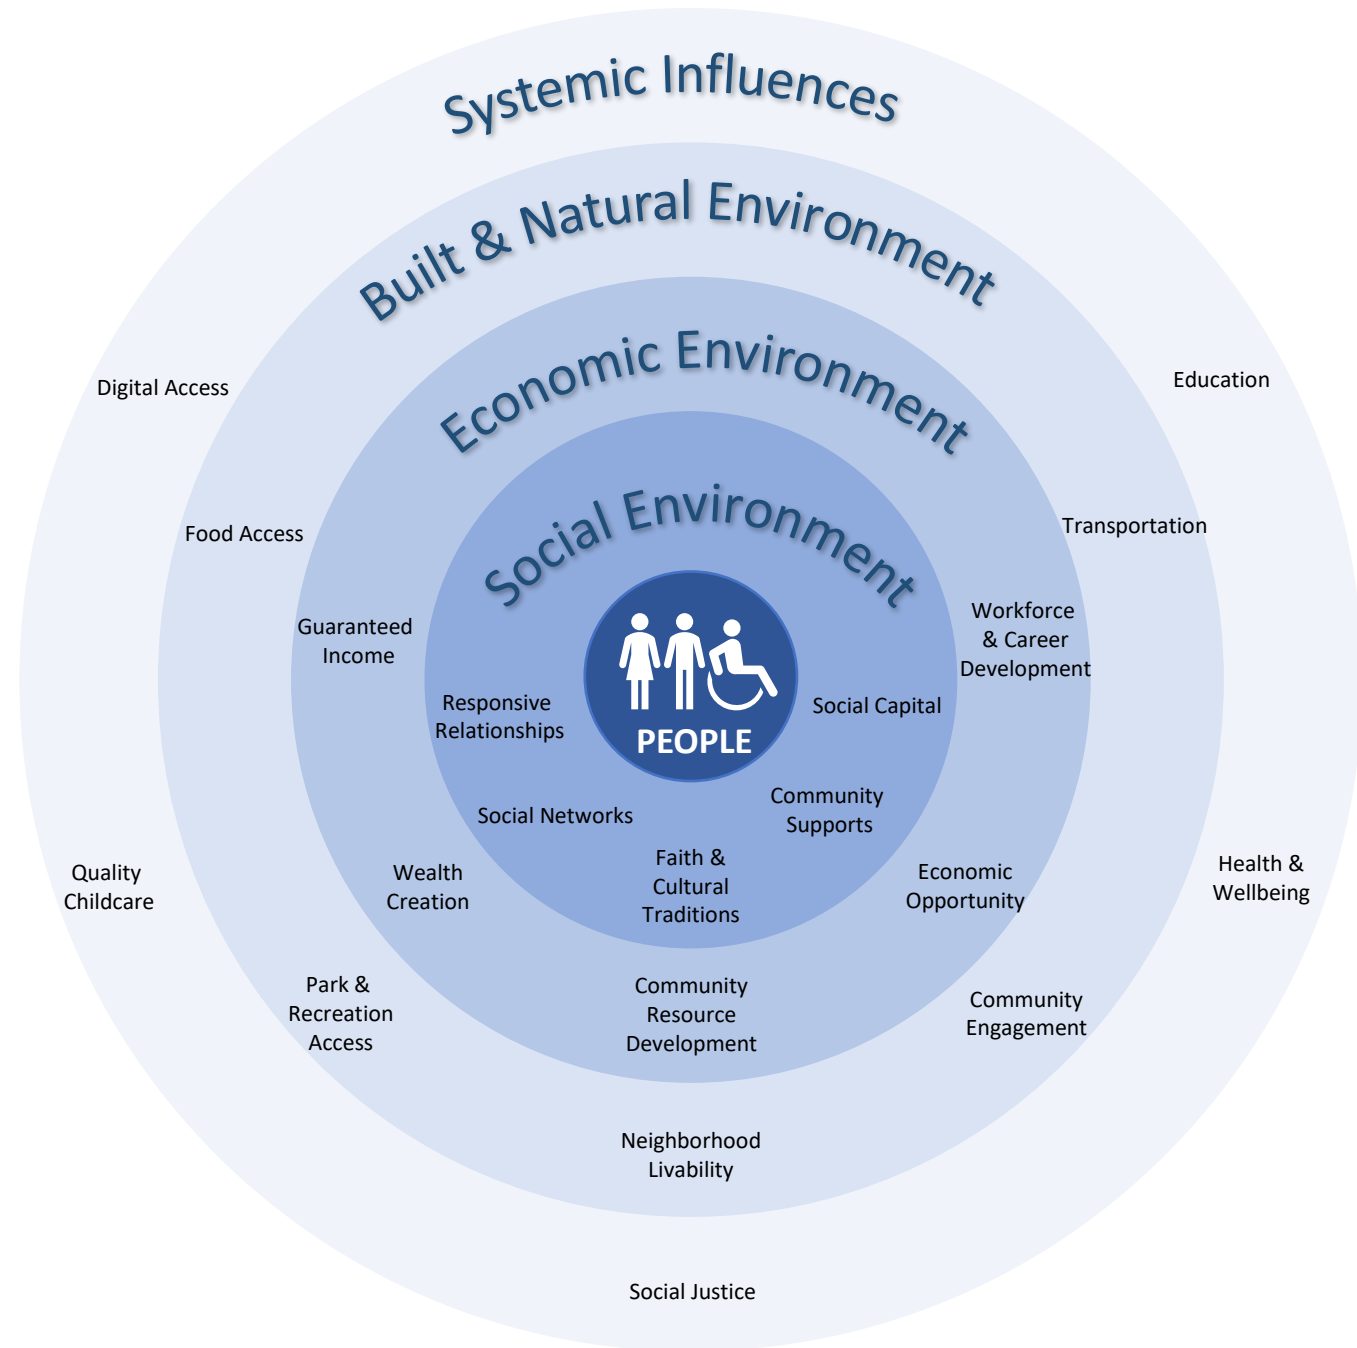 Systemic Influences
Built & Natural Environment
Economic Environment
Social Environment
PEOPLE
Digital Access
Education
Food Access
Transportation
Guaranteed
Income
Workforce
& Career
Development
Responsive
Relationships
Social Capital
Social Networks
Community
Supports
Faith &
Cultural
Traditions
Quality
Childcare
Wealth
Creation
Economic
Opportunity
Health &
Wellbeing
Park &
Recreation
Access
Community
Resource
Development
Community
Engagement
Neighborhood
Livability
Social Justice